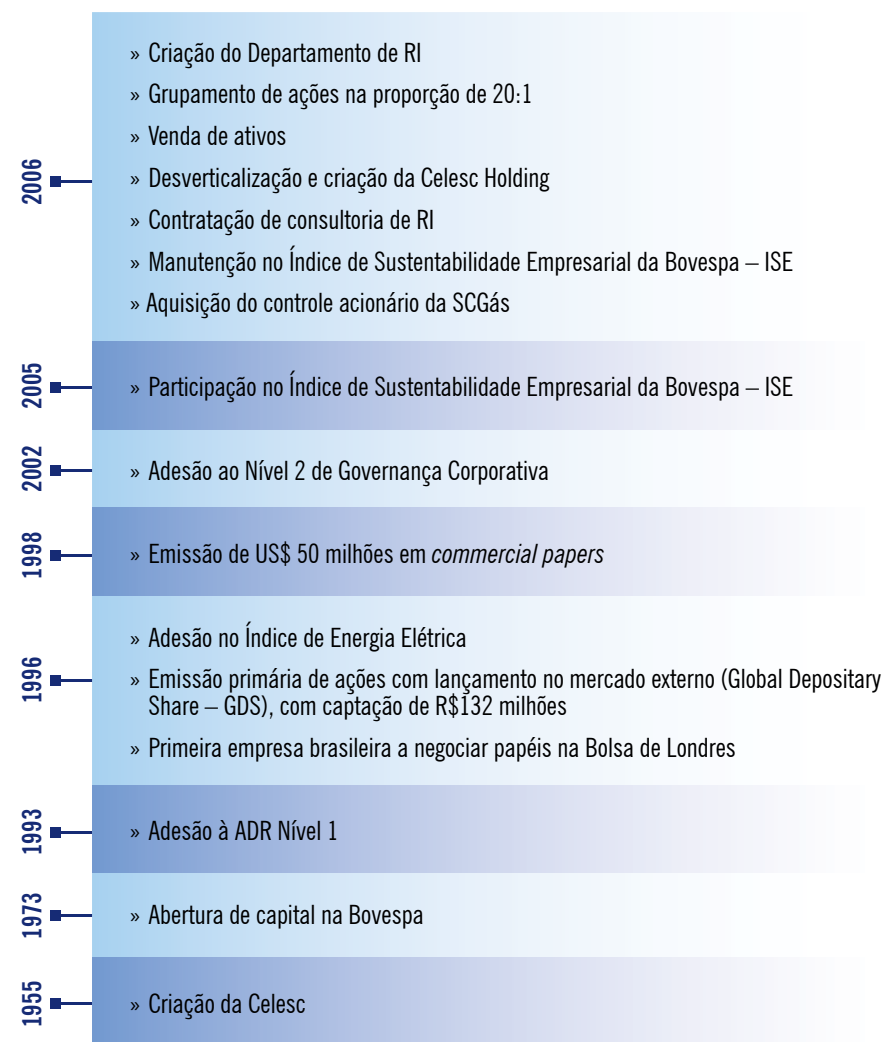 2006
» Criação do Departamento de RI
» Grupamento de ações na proporção de 20:1
» Venda de ativos
» Desverticalização e criação da Celesc Holding
» Contratação de consultoria de RI
» Manutenção no Índice de Sustentabilidade Empresarial da Bovespa – ISE
» Aquisição do controle acionário da SCGás
2005
» Participação no Índice de Sustentabilidade Empresarial da Bovespa – ISE
2002
» Adesão ao Nível 2 de Governança Corporativa
1998
» Emissão de US$ 50 milhões em commercial papers
1996
» Adesão no Índice de Energia Elétrica
» Emissão primária de ações com lançamento no mercado externo (Global Depositary
Share – GDS), com captação de R$132 milhões
» Primeira empresa brasileira a negociar papéis na Bolsa de Londres
1993
» Adesão à ADR Nível 1
1973
» Abertura de capital na Bovespa
1955
» Criação da Celesc